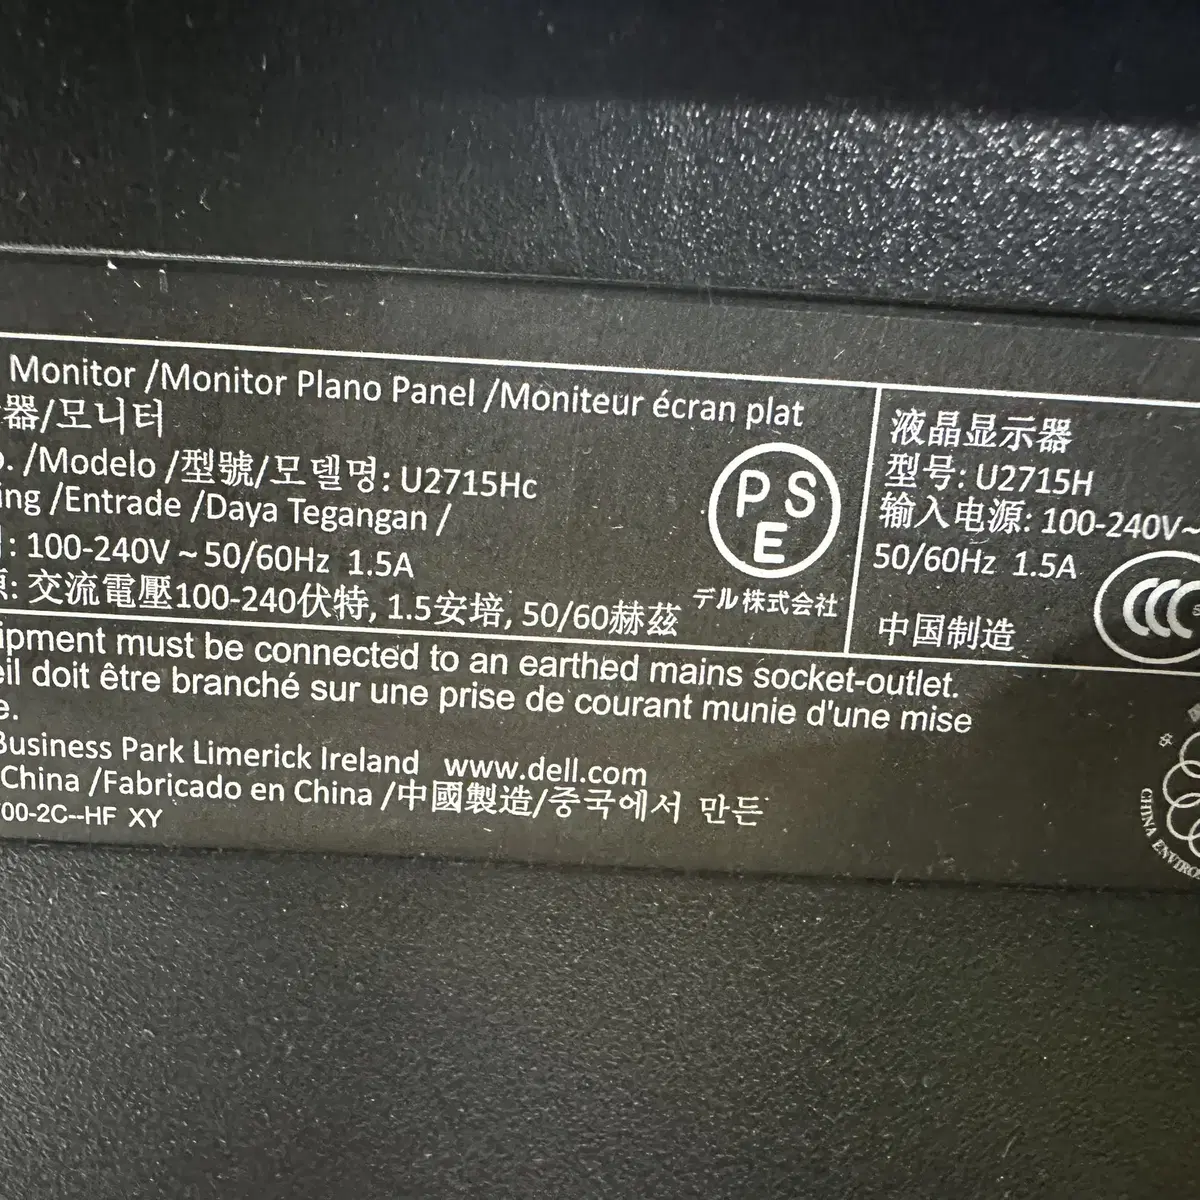 Monitor /Monitor Plano Panel /Moniteur écran plat
器/모니터
/Modelo /型號/모델명: U2715Hc
/Entrade /Daya Tegangan /
: 100-240V ~ 50/60Hz 1.5A
: 交流電壓100-240伏特, 1.5安培, 50/60赫茲
PS
E
デル株式会社
液晶显示器
型号: U2715H
输入电源: 100-240V~
50/60Hz 1.5A
中国制造
CCC
ipment must be connected to an earthed mains socket-outlet.
eil doit être branché sur une prise de courant munie d'une mise
e.
Business Park Limerick Ireland www.dell.com
China /Fabricado en China /中國製造/중국에서 만든
00-2C--HF XY
CHINA ENVIRO